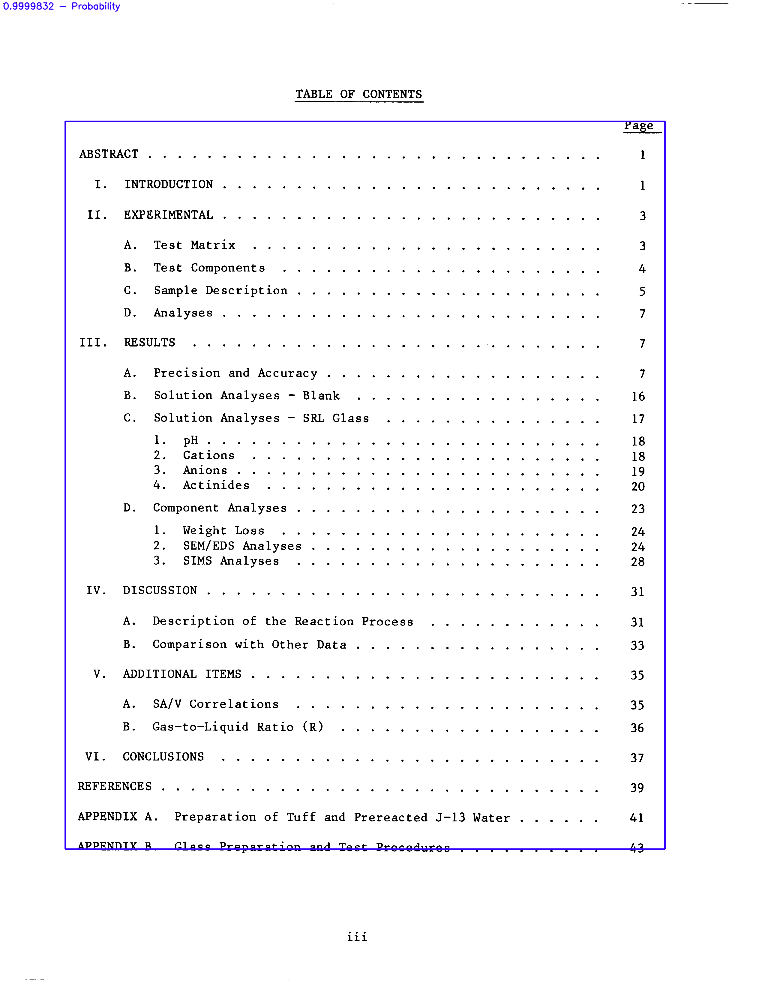 0.9999832 — Probability
TABLE OF CONTENTS
Page
ABSTRACT . . . . . . . . . . . . . . . . . . . . . . . . . . . . . . . 1
I. INTRODUCTION . . . . . . . . . . . . . . . . . . . . . . . . . . 1
II. EXPERIMENTAL . . . . . . . . . . . . . . . . . . . . . . . . . . 3
A. Test Matrix . . . . . . . . . . . . . . . . . . . . . . . . 3
B. Test Components . . . . . . . . . . . . . . . . . . . . . . 4
C. Sample Description . . . . . . . . . . . . . . . . . . . . . 5
D. Analyses . . . . . . . . . . . . . . . . . . . . . . . . . . 7
III. RESULTS . . . . . . . . . . . . . . . . . . . . . . . . . . . . 7
A. Precision and Accuracy . . . . . . . . . . . . . . . . . . . 7
B. Solution Analyses - Blank . . . . . . . . . . . . . . . . . 16
C. Solution Analyses - SRL Glass . . . . . . . . . . . . . . . 17
1. pH . . . . . . . . . . . . . . . . . . . . . . . . . . . 18
2. Cations . . . . . . . . . . . . . . . . . . . . . . . . 18
3. Anions . . . . . . . . . . . . . . . . . . . . . . . . . 19
4. Actinides . . . . . . . . . . . . . . . . . . . . . . . 20
D. Component Analyses . . . . . . . . . . . . . . . . . . . . . 23
1. Weight Loss . . . . . . . . . . . . . . . . . . . . . . 24
2. SEM/EDS Analyses . . . . . . . . . . . . . . . . . . . . 24
3. SIMS Analyses . . . . . . . . . . . . . . . . . . . . . 28
IV. DISCUSSION . . . . . . . . . . . . . . . . . . . . . . . . . . . 31
A. Description of the Reaction Process . . . . . . . . . . . . 31
B. Comparison with Other Data . . . . . . . . . . . . . . . . . 33
V. ADDITIONAL ITEMS . . . . . . . . . . . . . . . . . . . . . . . . 35
A. SA/V Correlations . . . . . . . . . . . . . . . . . . . . . 35
B. Gas-to-Liquid Ratio (R) . . . . . . . . . . . . . . . . . . 36
VI. CONCLUSIONS . . . . . . . . . . . . . . . . . . . . . . . . . . 37
REFERENCES . . . . . . . . . . . . . . . . . . . . . . . . . . . . . . 39
APPENDIX A. Preparation of Tuff and Prereacted J-13 Water . . . . . . 41
APPENDIX B. Glass Preparation and Test Procedures . . . . . . . . . . 43
iii